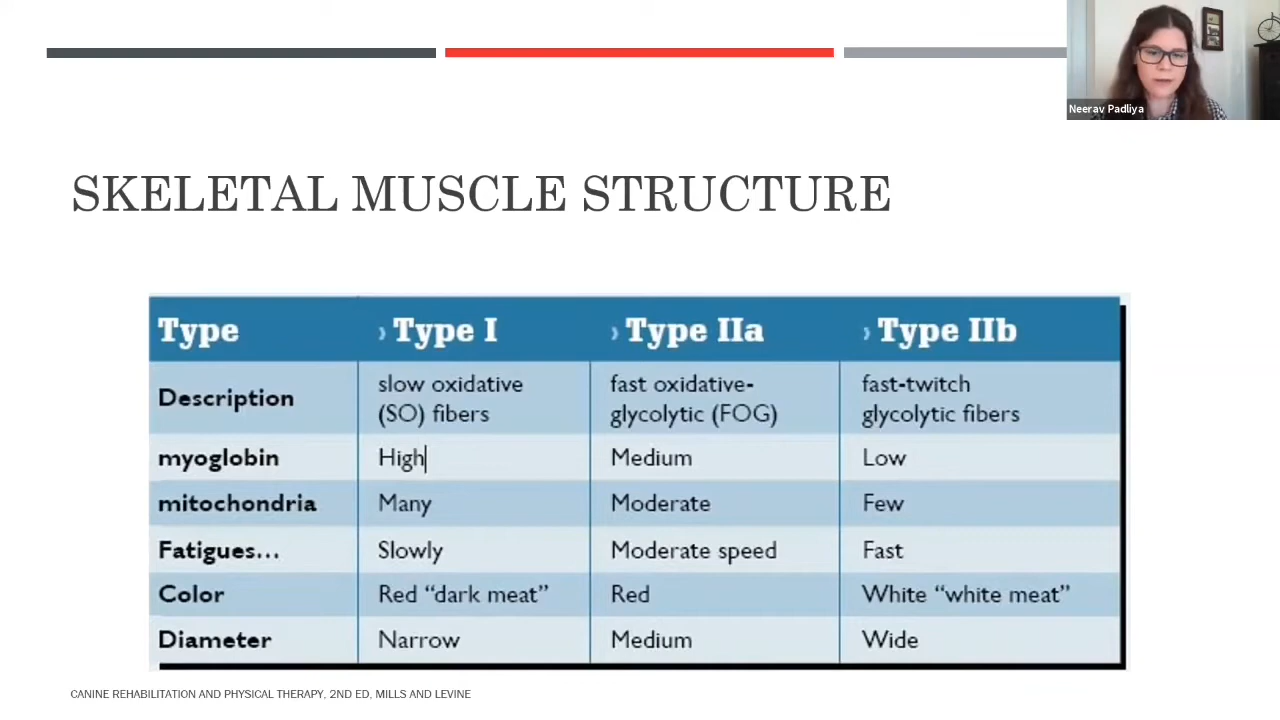 Neerav Padliya
SKELETAL MUSCLE STRUCTURE
Type › Type I › Type IIa › Type IIb
Description slow oxidative (SO) fibers fast oxidative-glycolytic (FOG) fast-twitch glycolytic fibers
myoglobin High Medium Low
mitochondria Many Moderate Few
Fatigues... Slowly Moderate speed Fast
Color Red “dark meat” Red White “white meat”
Diameter Narrow Medium Wide
CANINE REHABILITATION AND PHYSICAL THERAPY, 2ND ED, MILLS AND LEVINE